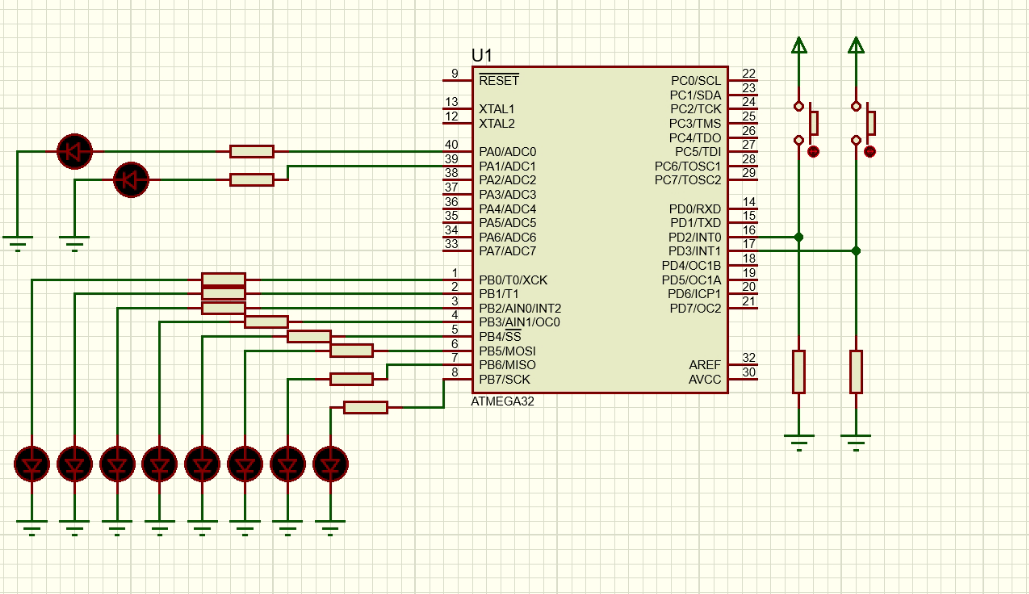 U1
9 RESET
13 XTAL1
12 XTAL2
40 PA0/ADC0
39 PA1/ADC1
38 PA2/ADC2
37 PA3/ADC3
36 PA4/ADC4
35 PA5/ADC5
34 PA6/ADC6
33 PA7/ADC7
1 PB0/T0/XCK
2 PB1/T1
3 PB2/AIN0/INT2
4 PB3/AIN1/OC0
5 PB4/SS
6 PB5/MOSI
7 PB6/MISO
8 PB7/SCK
PC0/SCL 22
PC1/SDA 23
PC2/TCK 24
PC3/TMS 25
PC4/TDO 26
PC5/TDI 27
PC6/TOSC1 28
PC7/TOSC2 29
PD0/RXD 14
PD1/TXD 15
PD2/INT0 16
PD3/INT1 17
PD4/OC1B 18
PD5/OC1A 19
PD6/ICP1 20
PD7/OC2 21
AREF 32
AVCC 30
ATMEGA32